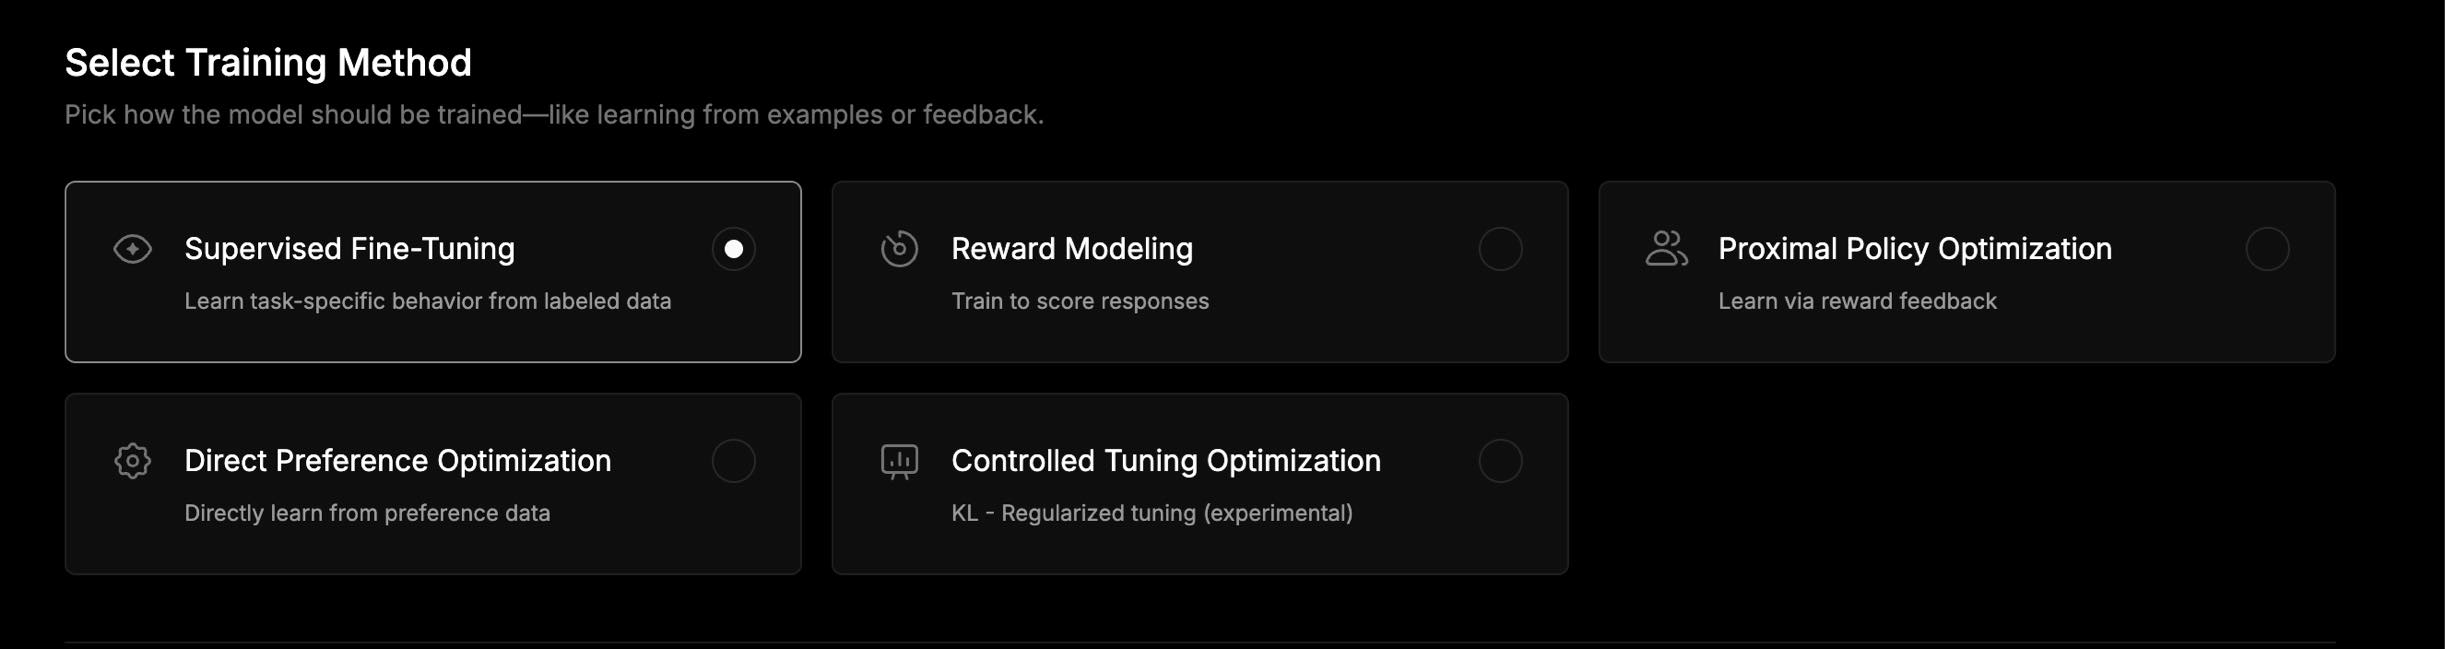 Select Training Method
Pick how the model should be trained—like learning from examples or feedback.
Supervised Fine-Tuning
Learn task-specific behavior from labeled data
Reward Modeling
Train to score responses
Proximal Policy Optimization
Learn via reward feedback
Direct Preference Optimization
Directly learn from preference data
Controlled Tuning Optimization
KL - Regularized tuning (experimental)